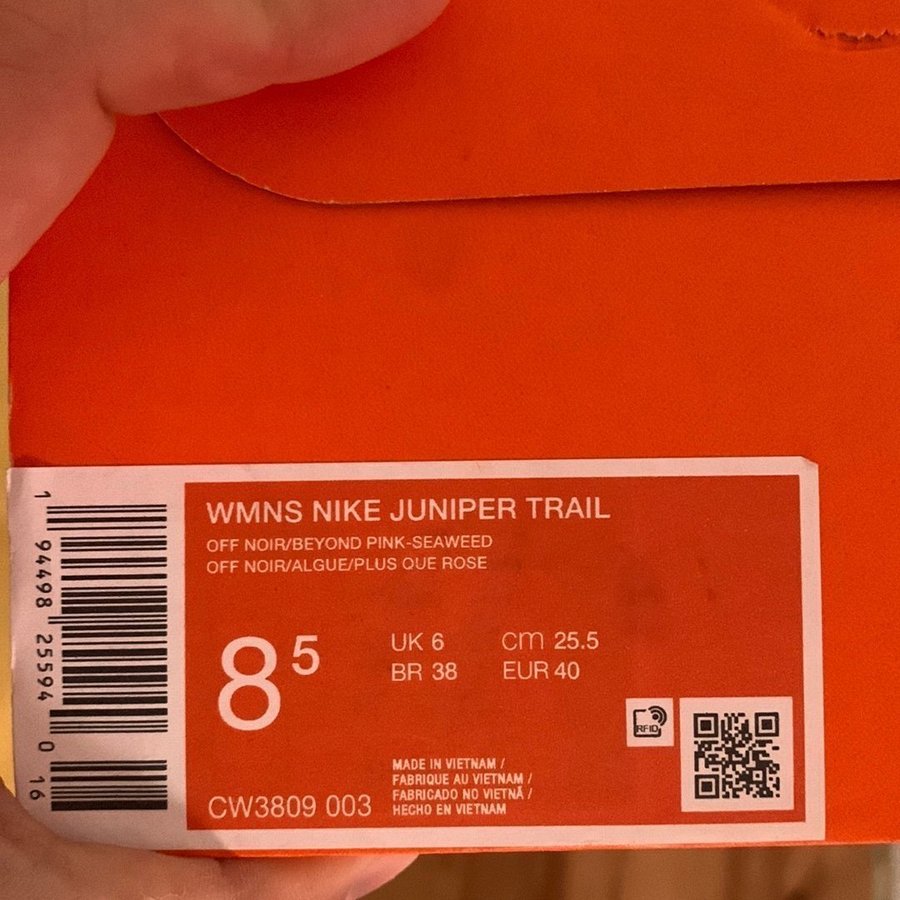 WMNS NIKE JUNIPER TRAIL
OFF NOIR/BEYOND PINK-SEAWEED
OFF NOIR/ALGUE/PLUS QUE ROSE
8 5
UK 6 cm 25.5
BR 38 EUR 40
RFID
MADE IN VIETNAM /
FABRIQUE AU VIETNAM /
FABRICADO NO VIETNÃ /
HECHO EN VIETNAM
CW3809 003
1 94498 25594 0 16